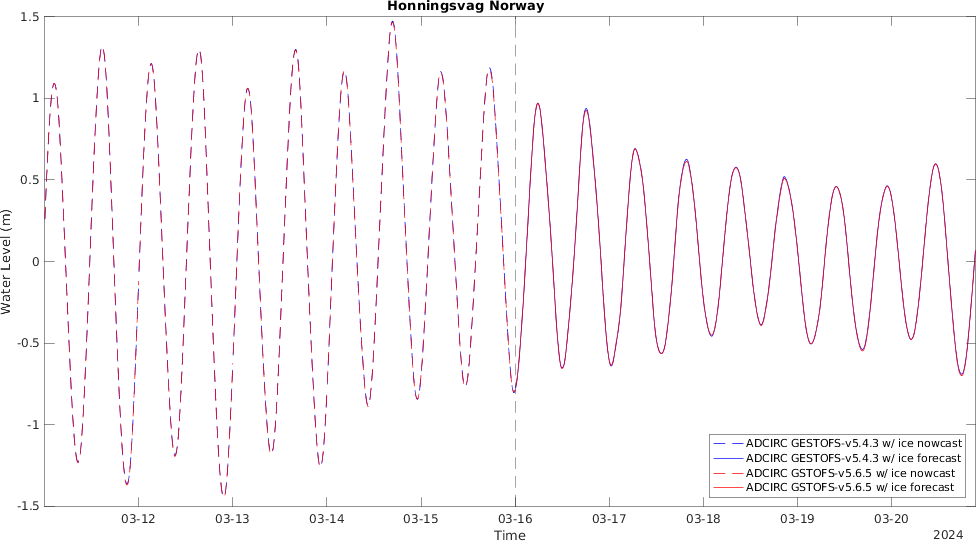 Honningsvag Norway
1.5
1
0.5
0
-0.5
-1
-1.5
Water Level (m)
03-12 03-13 03-14 03-15 03-16 03-17 03-18 03-19 03-20
Time
2024
ADCIRC GESTOFS-v5.4.3 w/ ice nowcast
ADCIRC GESTOFS-v5.4.3 w/ ice forecast
ADCIRC GSTOFS-v5.6.5 w/ ice nowcast
ADCIRC GSTOFS-v5.6.5 w/ ice forecast